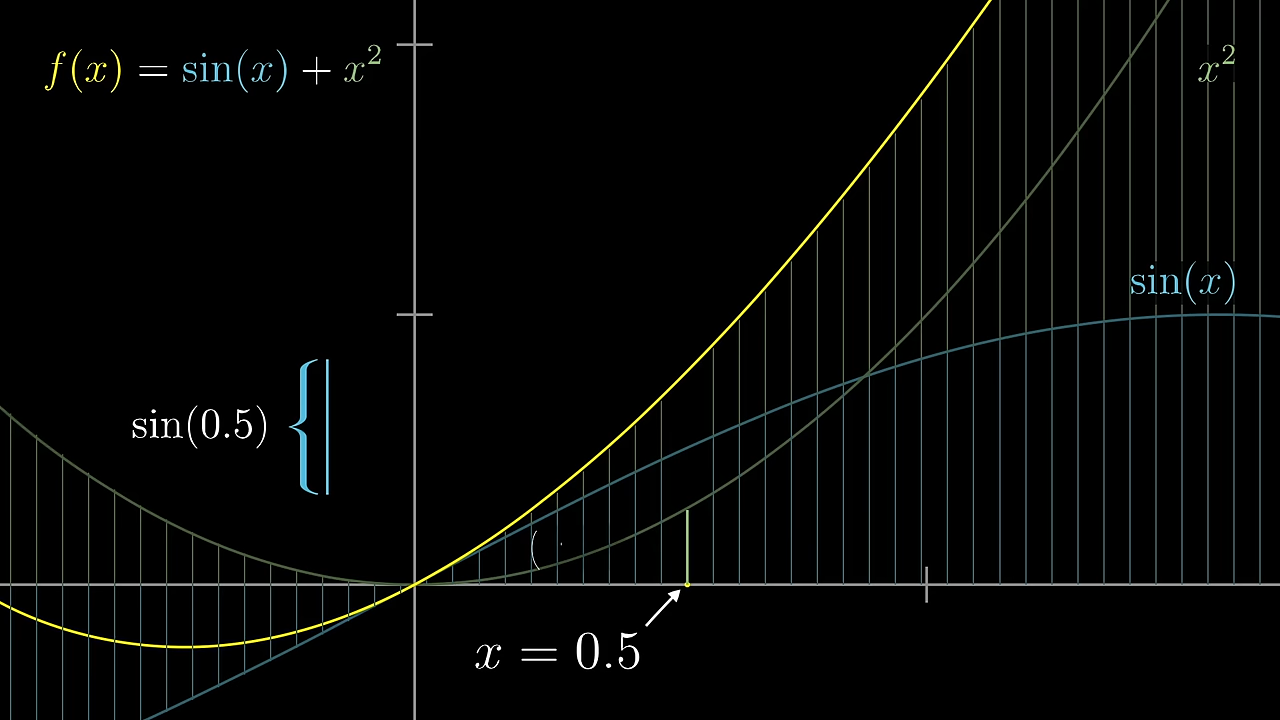 f(x) = sin(x) + x²
x²
sin(x)
sin(0.5)
(
x = 0.5